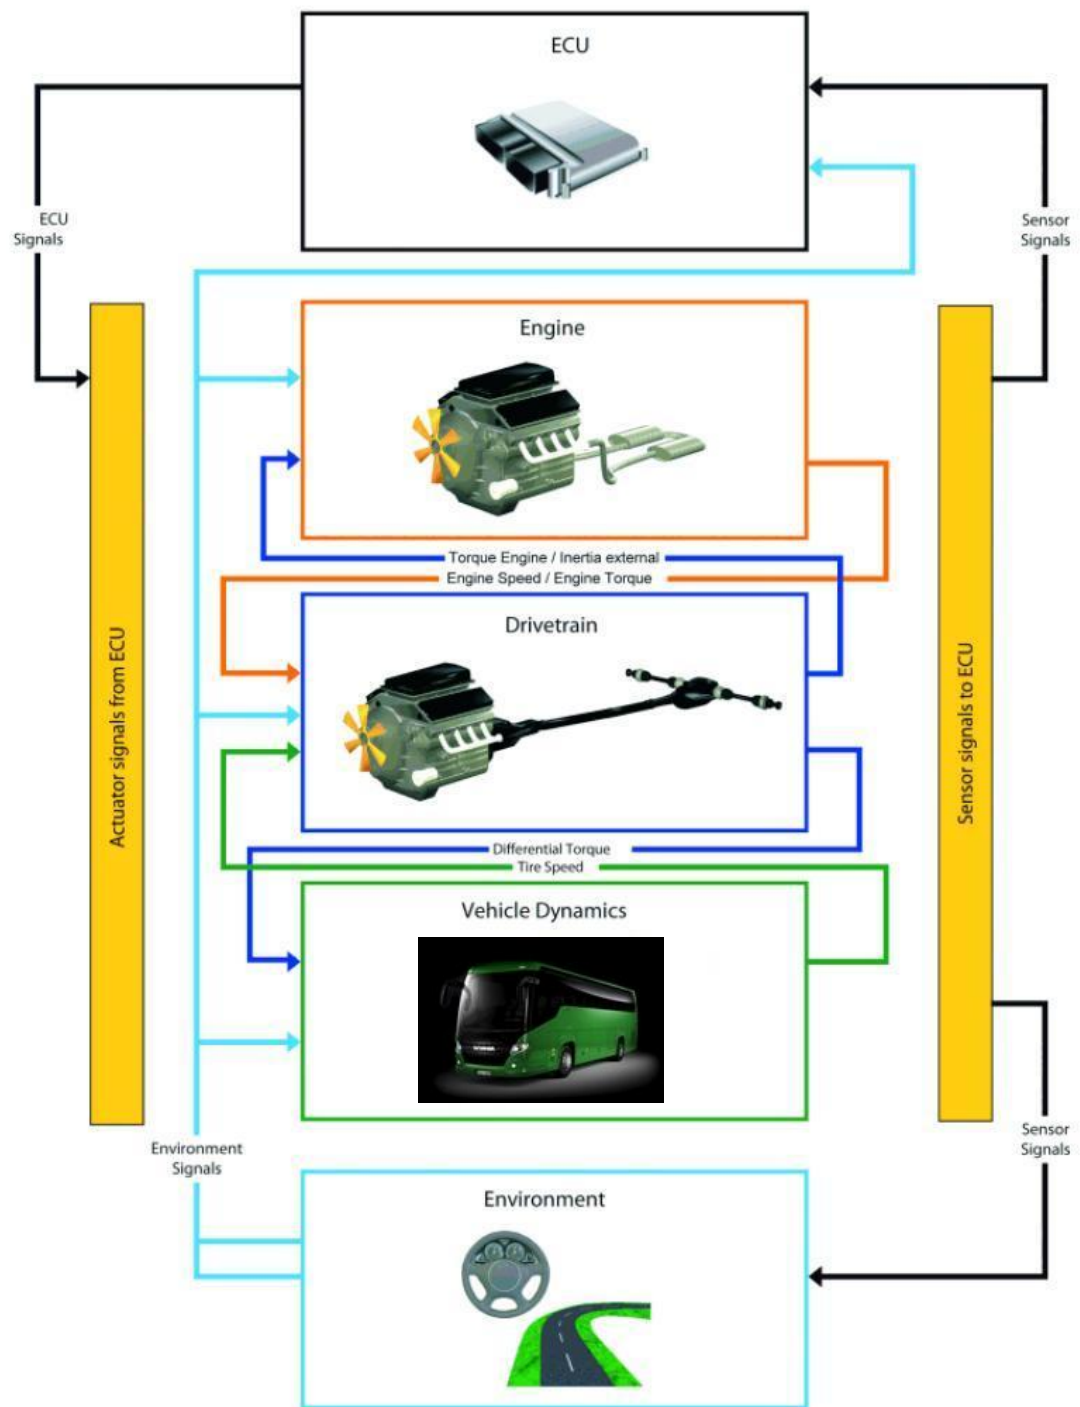 ECU
ECU
Signals
Sensor
Signals
Engine
Torque Engine / Inertia external
Engine Speed / Engine Torque
Drivetrain
Actuator signals from ECU
Sensor signals to ECU
Differential Torque
Tire Speed
Vehicle Dynamics
Environment
Signals
Sensor
Signals
Environment